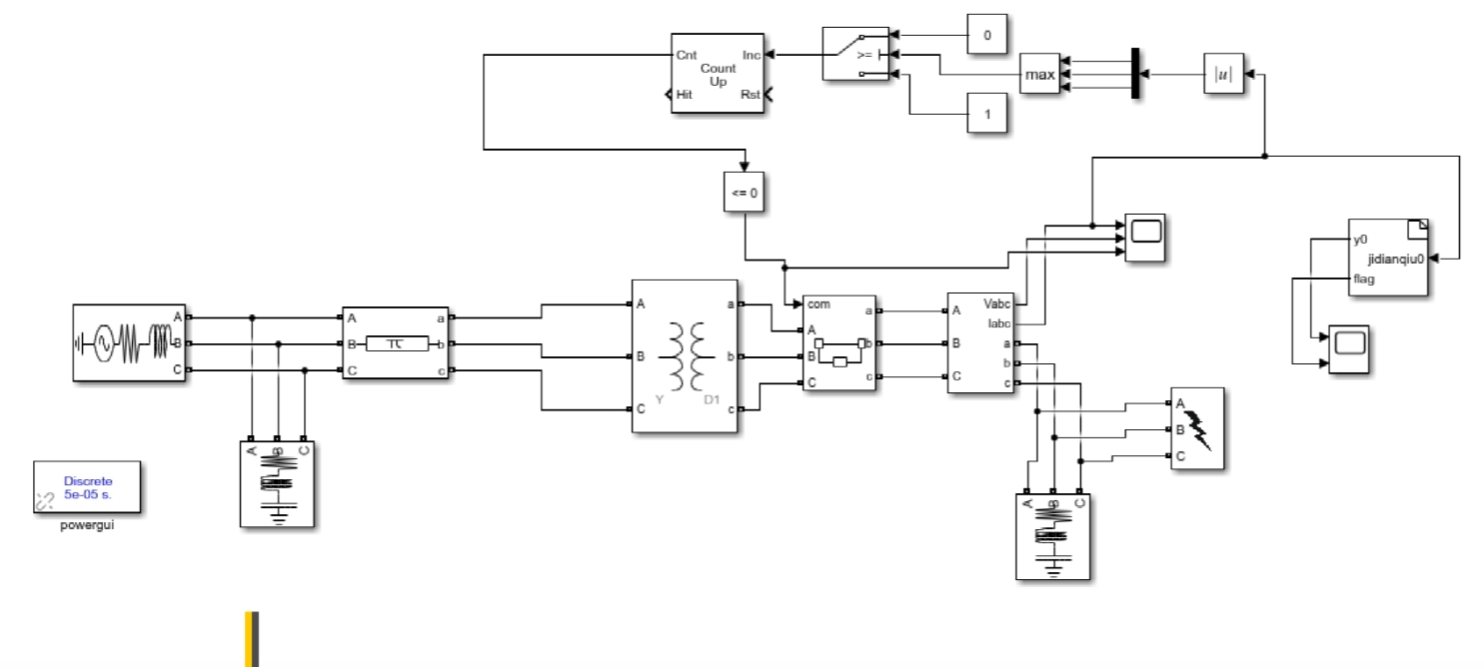 0
Cnt
Inc
Count
Up
>=
Hit
Rst
max
|u|
1
<= 0
y0
jidianqiu0
flag
A
B
C
A
B
C
π
a
b
c
A
B
C
a
b
c
Y
D1
com
A
B
C
a
b
c
A
B
C
Vabc
Iabc
a
b
c
A
B
C
A
B
C
Discrete
5e-05 s.
powergui
A
B
C